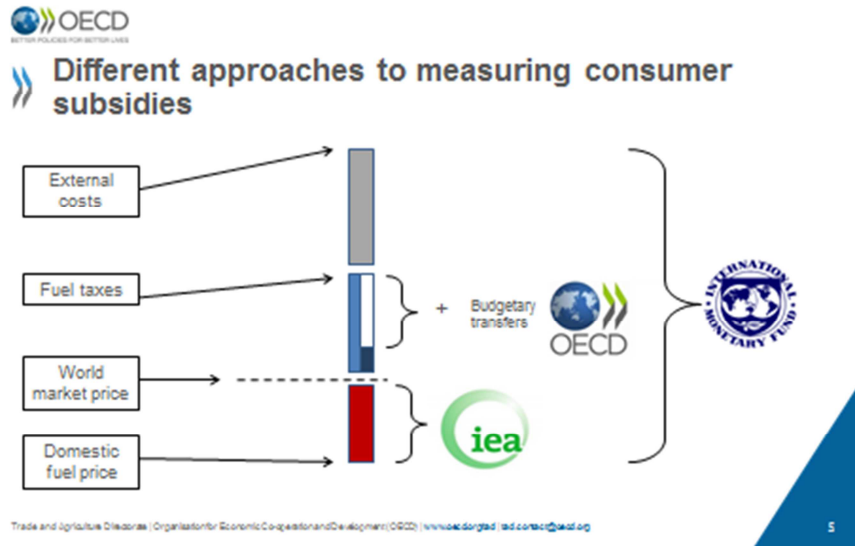 OECD
BETTER POLICIES FOR BETTER LIVES
Different approaches to measuring consumer
subsidies
External
costs
Fuel taxes
World
market price
Domestic
fuel price
+
Budgetary
transfers
OECD
iea
INTERNATIONAL
MONETARY FUND
Trade and Agriculture Directorate | Organisation for Economic Co-operation and Development (OECD) | www.oecd.org/tad | tad.contact@oecd.org
5